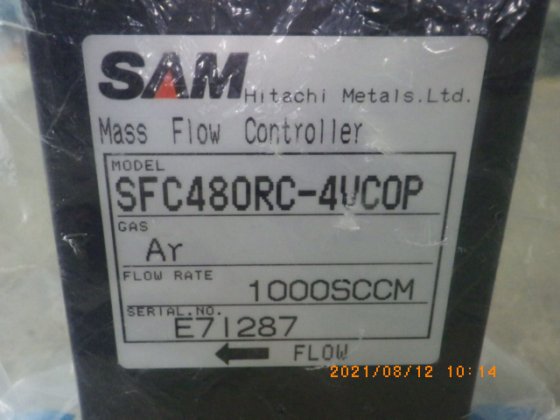 SAM Hitachi Metals.Ltd.
Mass Flow Controller
MODEL
SFC480RC-4UCOP
GAS
Ar
FLOW RATE
1000SCCM
SERIAL.NO.
E71287
← FLOW
2021/08/12 10:14